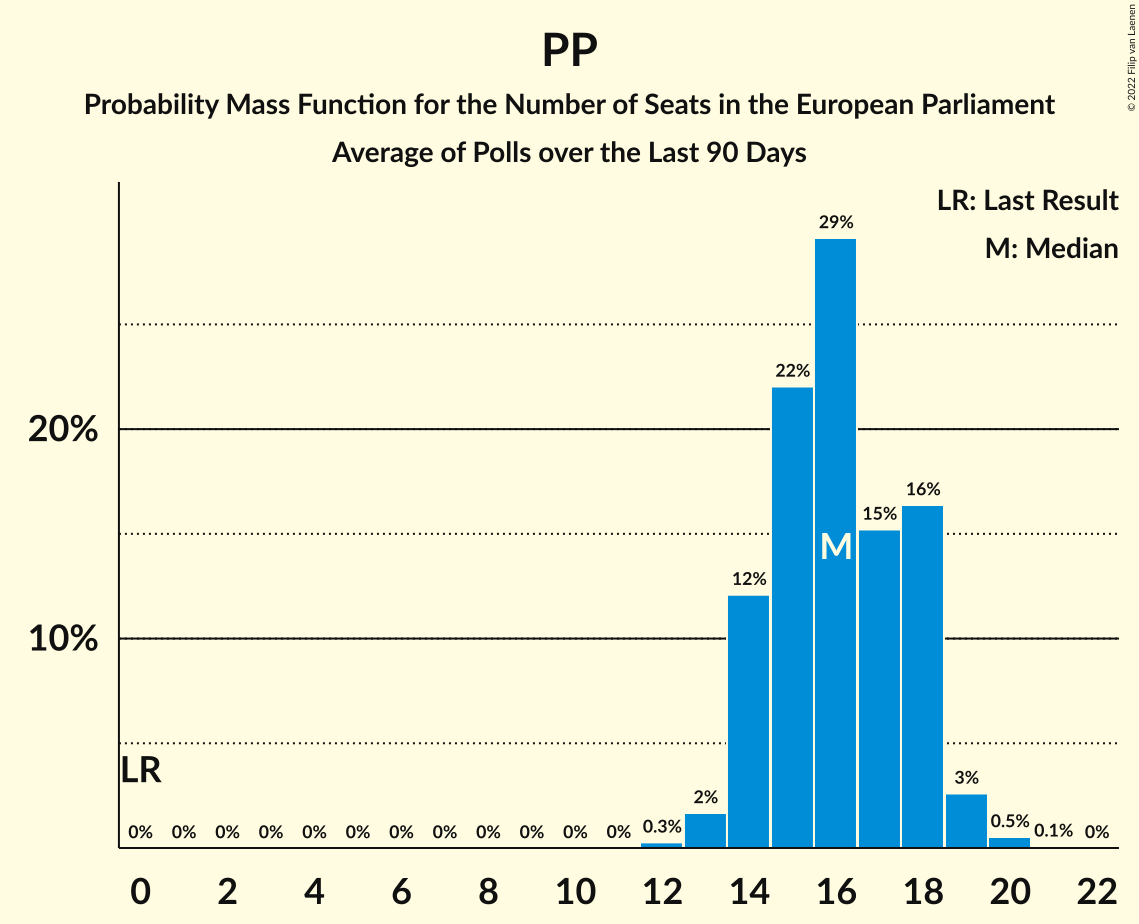 © 2022 Filip van Laenen
PP
Probability Mass Function for the Number of Seats in the European Parliament
Average of Polls over the Last 90 Days
LR: Last Result
M: Median
29%
22%
20%
16%
15%
M
12%
10%
LR
3%
2%
0% 0% 0% 0% 0% 0% 0% 0% 0% 0% 0% 0% 0.3% 0.5% 0.1% 0%
0 2 4 6 8 10 12 14 16 18 20 22